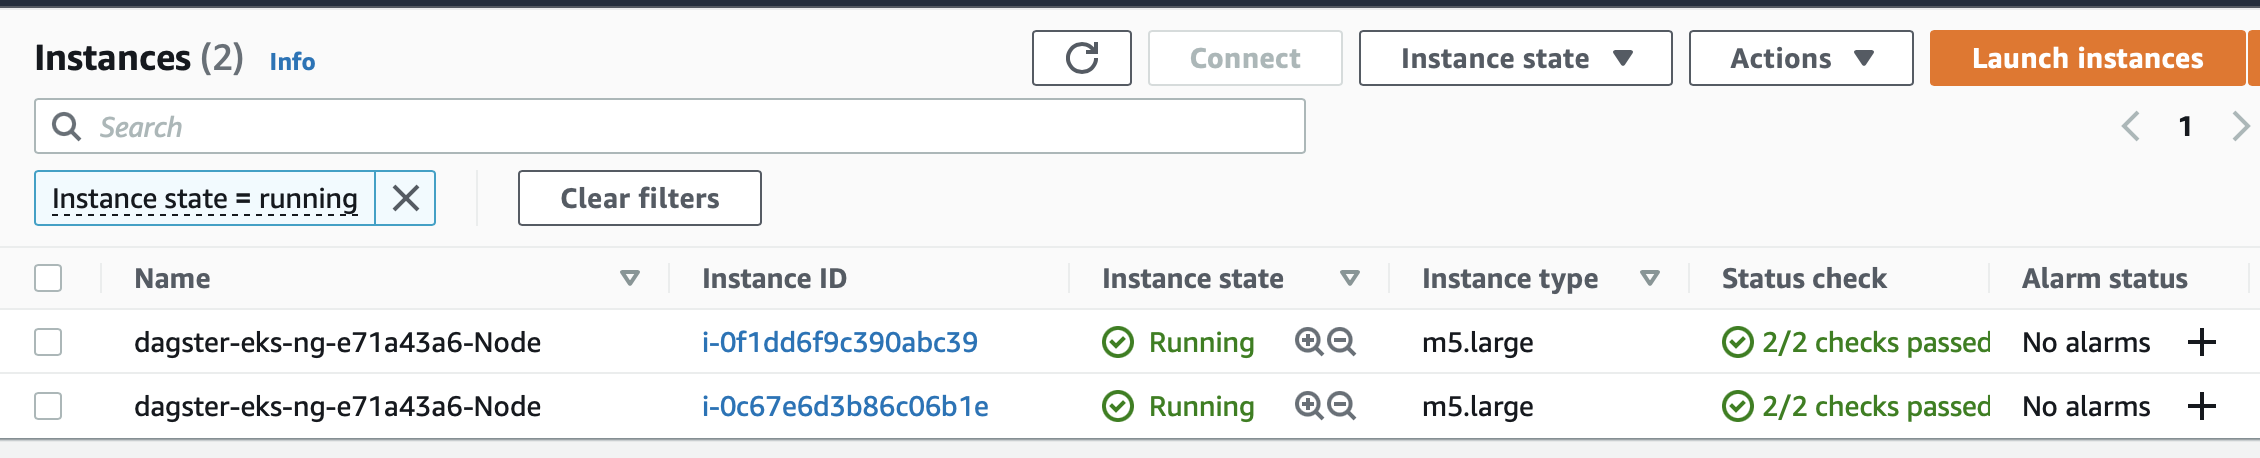 Instances (2) Info Connect Instance state Actions Launch instances
Search 1
Instance state = running Clear filters
Name Instance ID Instance state Instance type Status check Alarm status
dagster-eks-ng-e71a43a6-Node i-0f1dd6f9c390abc39 Running m5.large 2/2 checks passed No alarms
dagster-eks-ng-e71a43a6-Node i-0c67e6d3b86c06b1e Running m5.large 2/2 checks passed No alarms